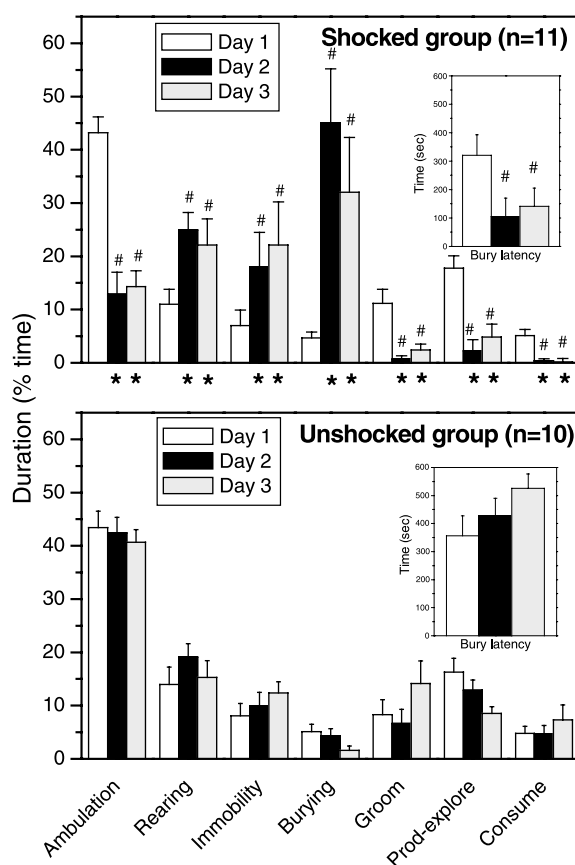 Shocked group (n=11)
Day 1
Day 2
Day 3
60
50
40
30
20
10
0
# # # # # # # # # # # # # #
* * * * * * * * * * * * * *
Time (sec)
600
500
400
300
200
100
0
# #
Bury latency
Duration (% time)
Unshocked group (n=10)
Day 1
Day 2
Day 3
60
50
40
30
20
10
0
Time (sec)
600
500
400
300
200
100
0
Bury latency
Ambulation
Rearing
Immobility
Burying
Groom
Prod-explore
Consume